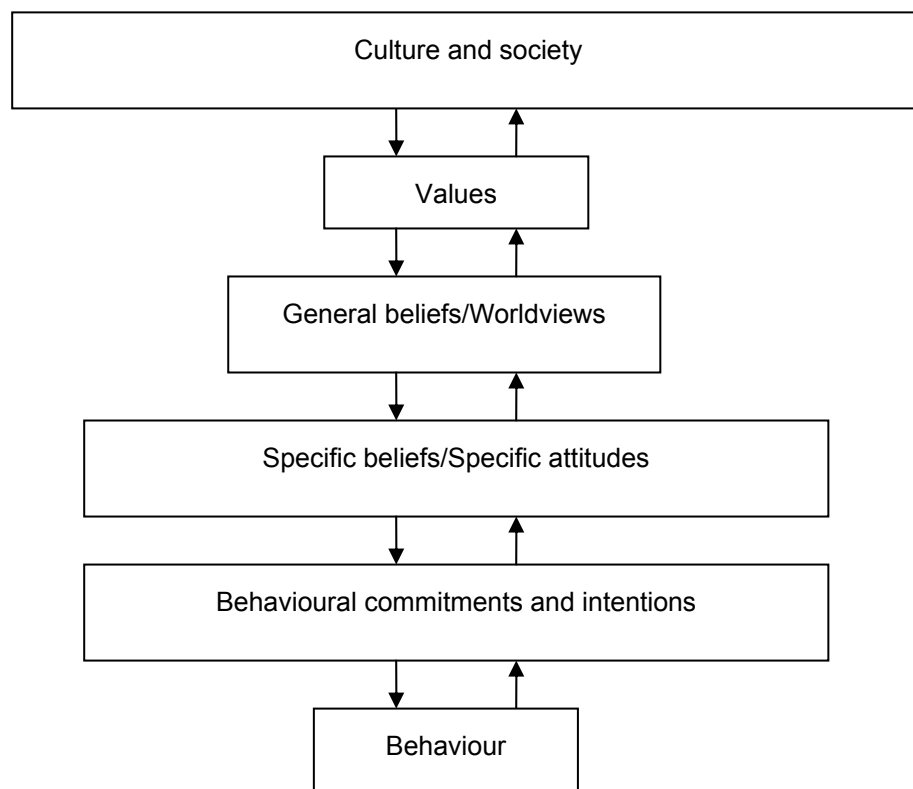 Culture and society
Values
General beliefs/Worldviews
Specific beliefs/Specific attitudes
Behavioural commitments and intentions
Behaviour